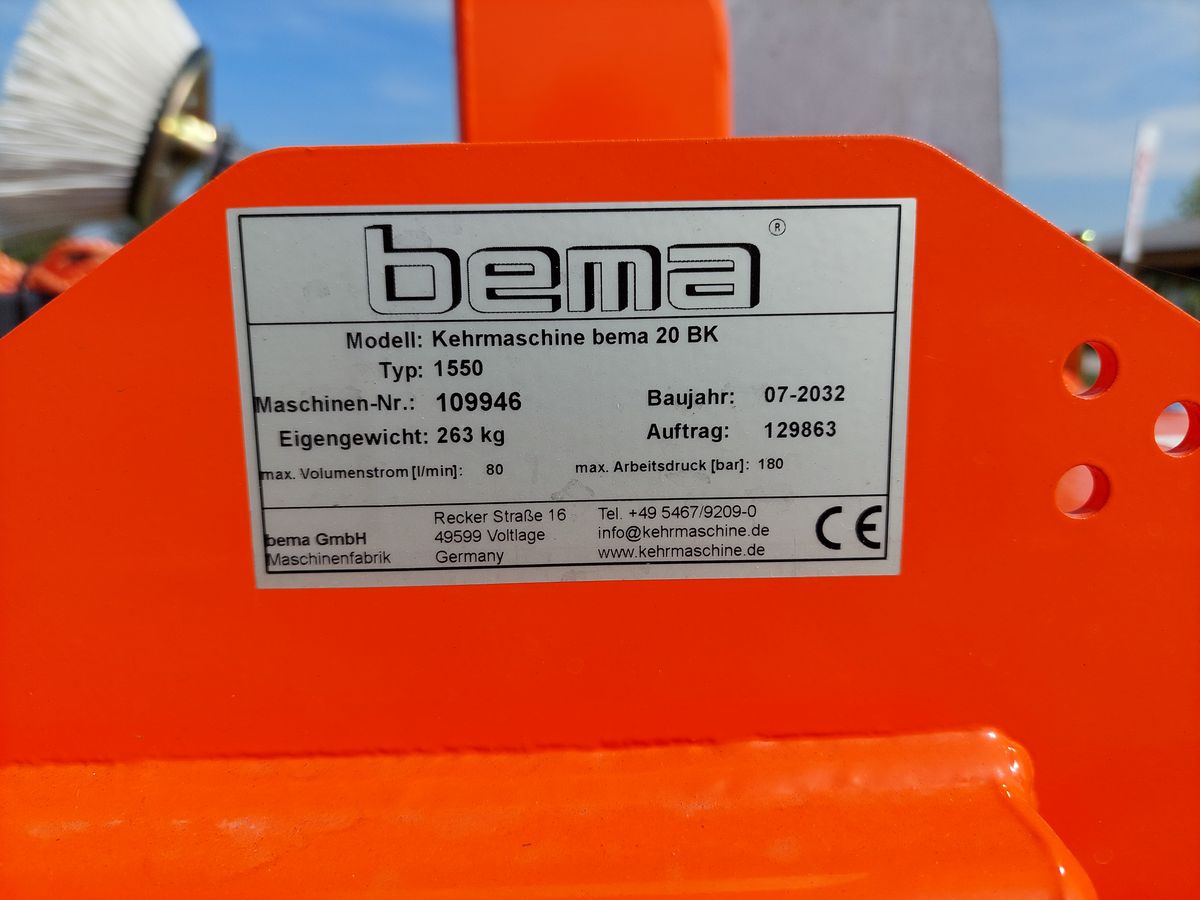 bema ®
Modell: Kehrmaschine bema 20 BK
Typ: 1550
Maschinen-Nr.: 109946 Baujahr: 07-2032
Eigengewicht: 263 kg Auftrag: 129863
max. Volumenstrom [l/min]: 80 max. Arbeitsdruck [bar]: 180
bema GmbH
Maschinenfabrik
Recker Straße 16
49599 Voltlage
Germany
Tel. +49 5467/9209-0
info@kehrmaschine.de
www.kehrmaschine.de
CE